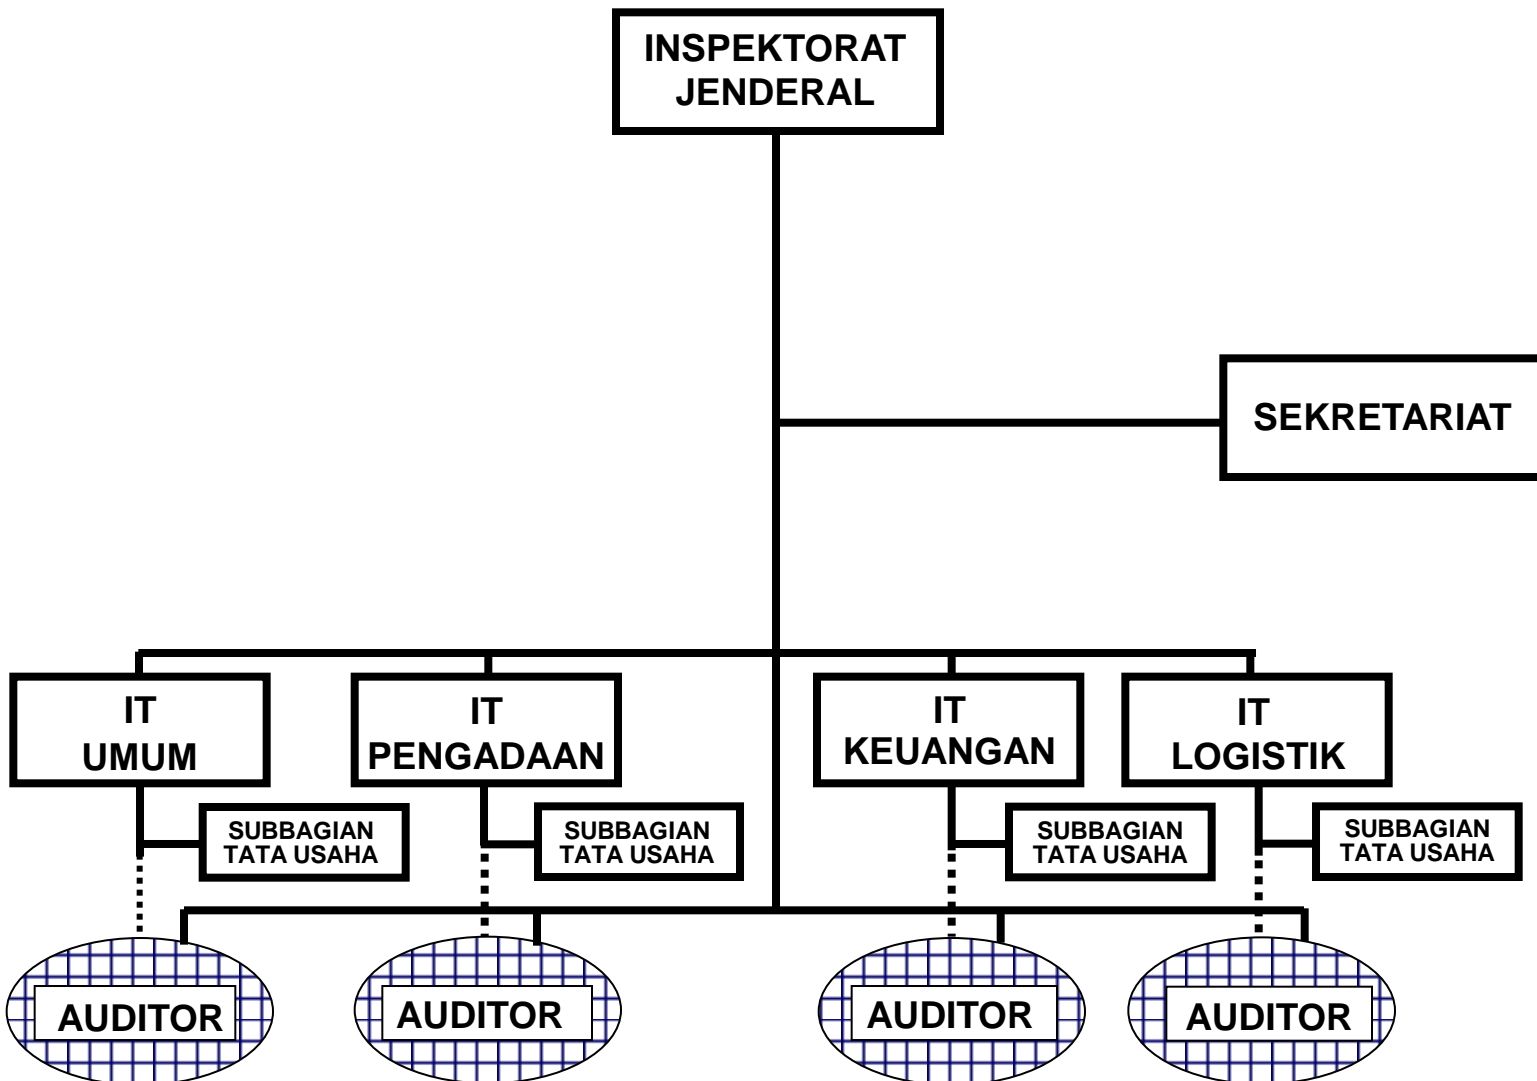 INSPEKTORAT
JENDERAL
SEKRETARIAT
IT
UMUM
IT
PENGADAAN
IT
KEUANGAN
IT
LOGISTIK
SUBBAGIAN
TATA USAHA
SUBBAGIAN
TATA USAHA
SUBBAGIAN
TATA USAHA
SUBBAGIAN
TATA USAHA
AUDITOR
AUDITOR
AUDITOR
AUDITOR